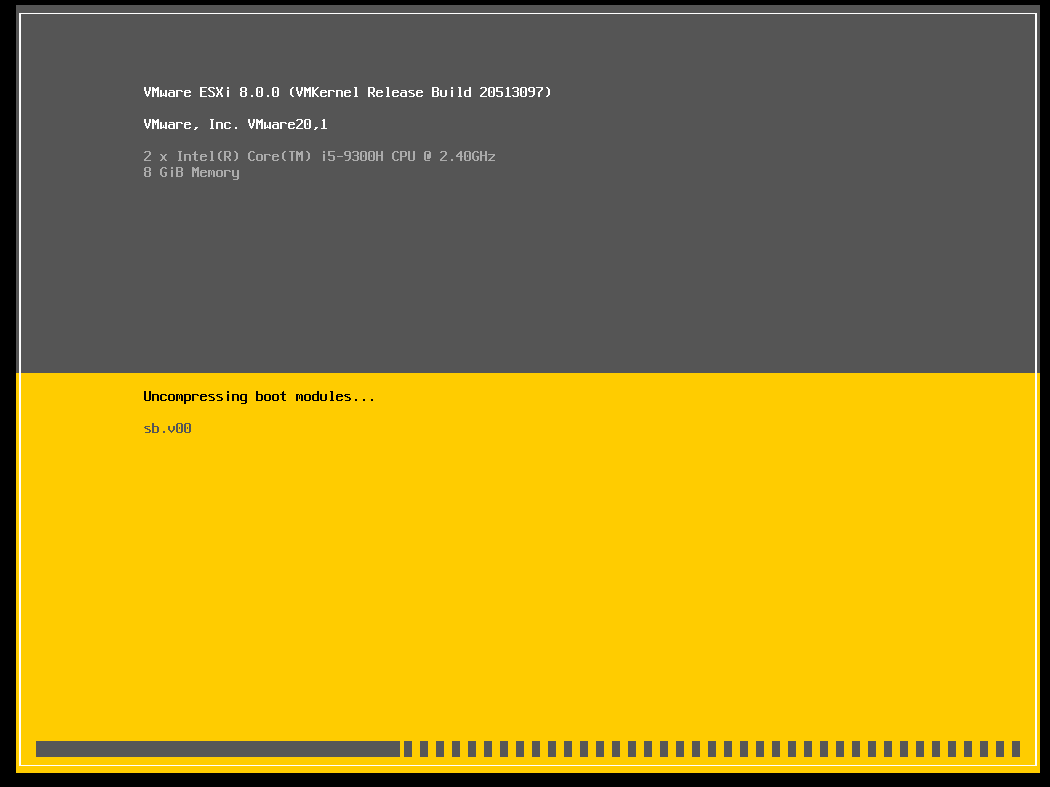 VMware ESXi 8.0.0 (VMKernel Release Build 20513097)
VMware, Inc. VMware20,1
2 x Intel(R) Core(TM) i5-9300H CPU @ 2.40GHz
8 GiB Memory
Uncompressing boot modules...
sb.v00